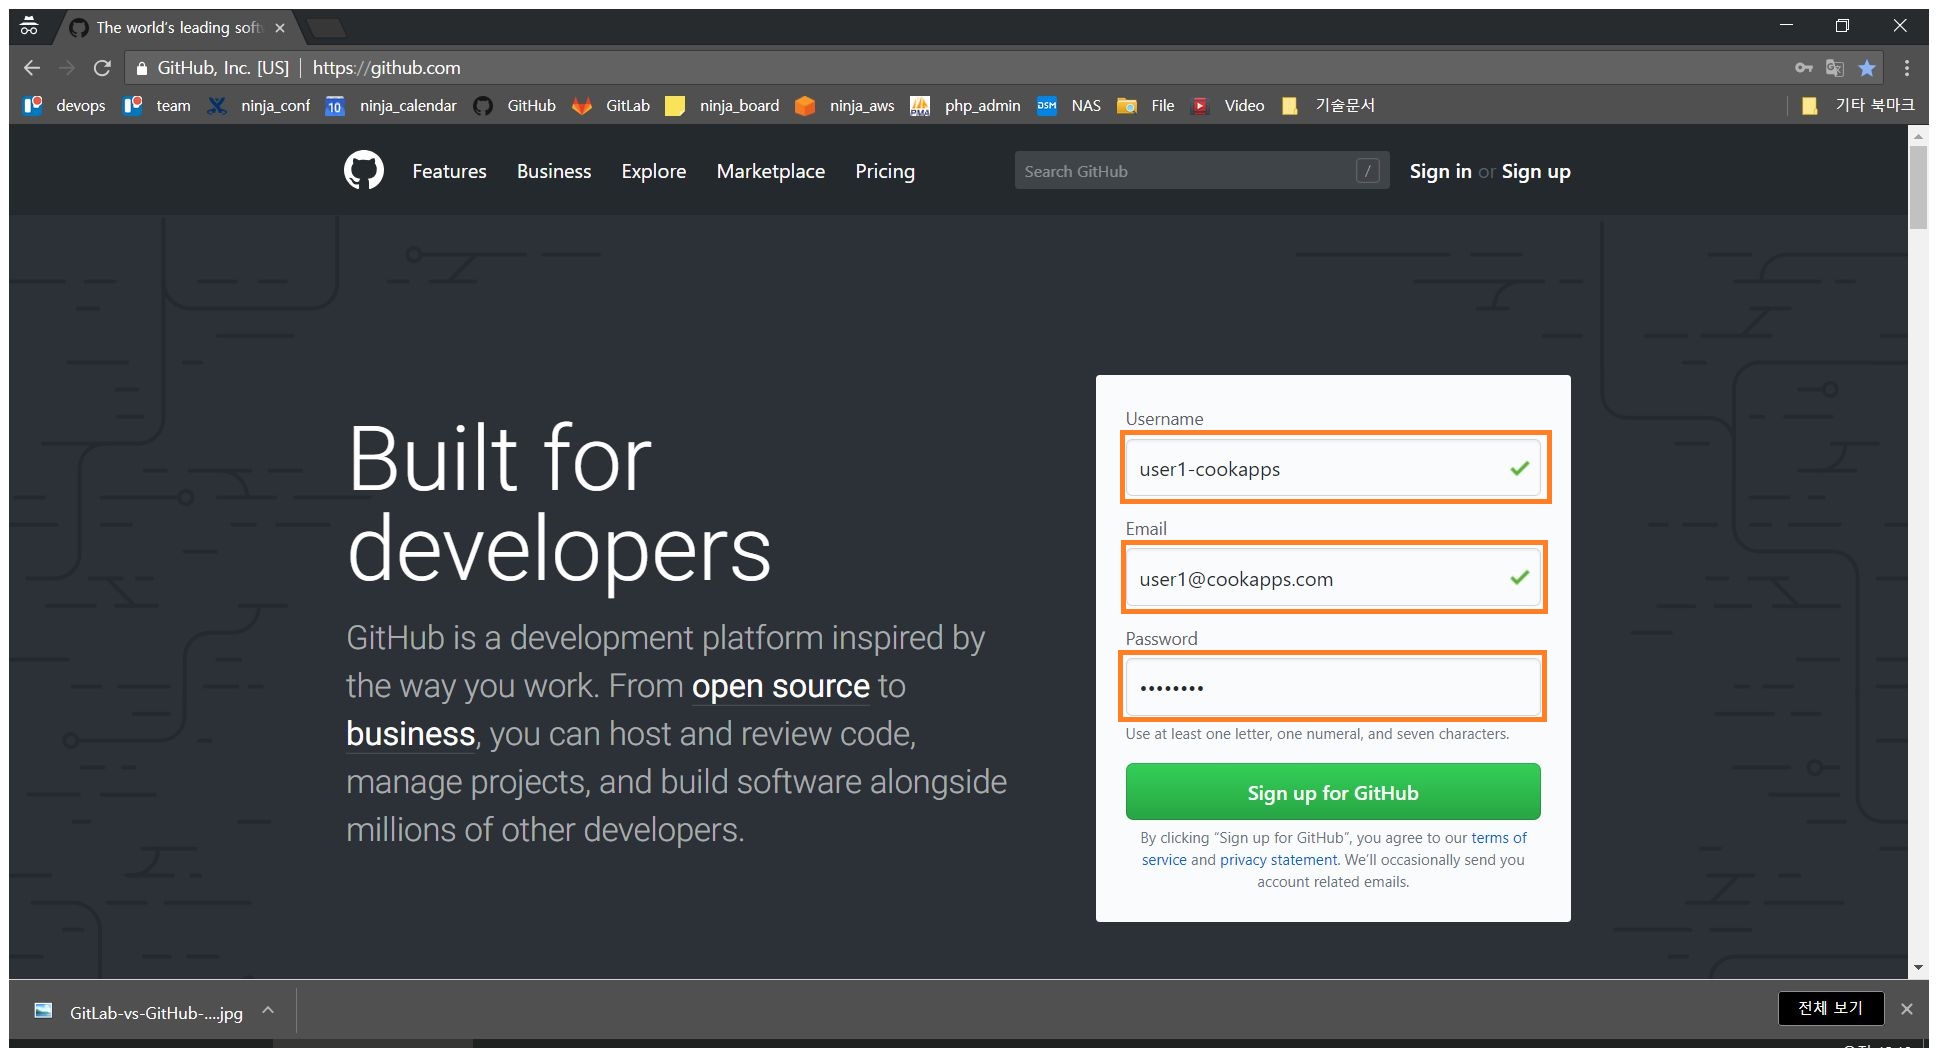 The world's leading soft
GitHub, Inc. [US] | https://github.com
devops team ninja_conf 10 ninja_calendar GitHub GitLab ninja_board ninja_aws PMA php_admin DSM NAS File Video 기술문서 기타 북마크
Features Business Explore Marketplace Pricing Search GitHub / Sign in or Sign up
Built for
developers
GitHub is a development platform inspired by
the way you work. From open source to
business, you can host and review code,
manage projects, and build software alongside
millions of other developers.
Username
user1-cookapps
Email
user1@cookapps.com
Password
••••••••
Use at least one letter, one numeral, and seven characters.
Sign up for GitHub
By clicking “Sign up for GitHub”, you agree to our terms of
service and privacy statement. We’ll occasionally send you
account related emails.
GitLab-vs-GitHub-....jpg 전체 보기